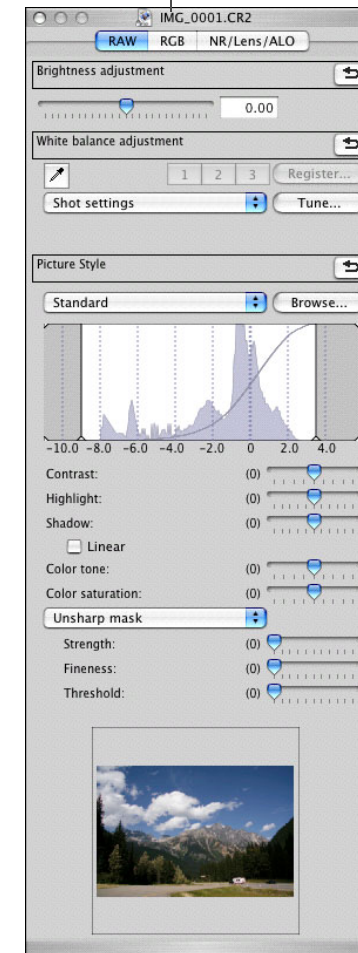 IMG_0001.CR2
RAW RGB NR/Lens/ALO
Brightness adjustment
0.00
White balance adjustment
1 2 3 Register...
Shot settings Tune...
Picture Style
Standard Browse...
-10.0 -8.0 -6.0 -4.0 -2.0 0 2.0 4.0
Contrast: (0)
Highlight: (0)
Shadow: (0)
Linear
Color tone: (0)
Color saturation: (0)
Unsharp mask
Strength: (0)
Fineness: (0)
Threshold: (0)